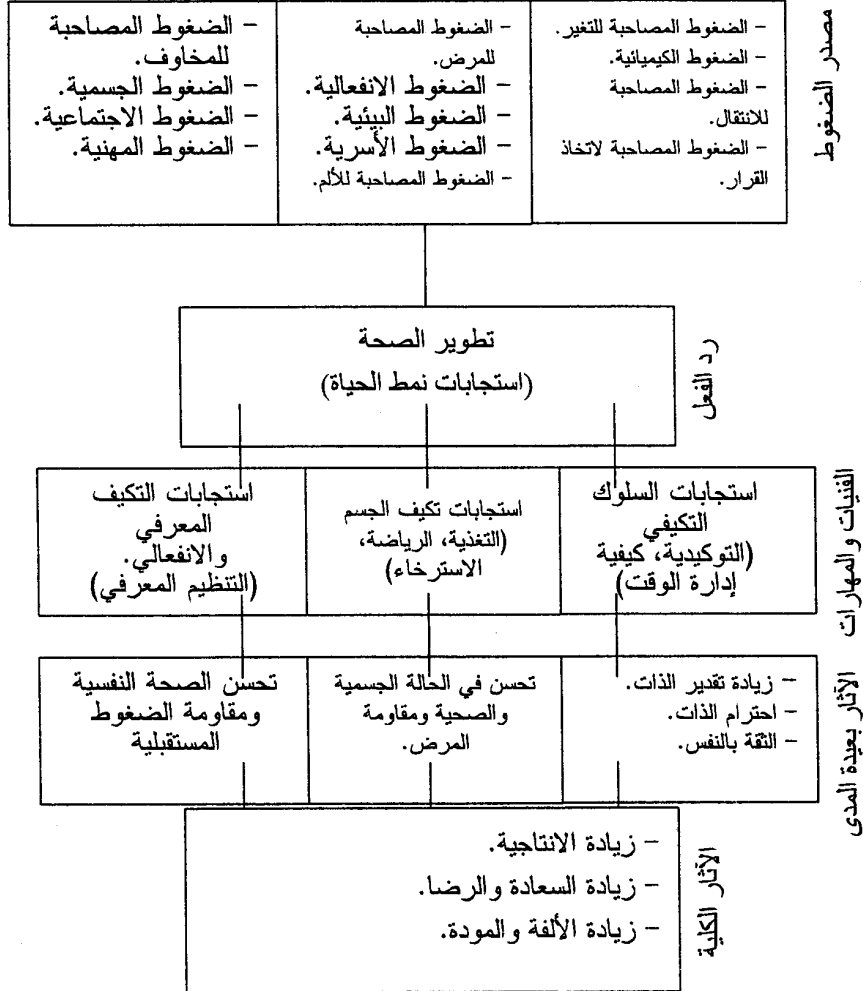 مصدر الضغوط
- الضغوط المصاحبة للتغير.
- الضغوط الكيميائية.
- الضغوط المصاحبة
للانتقال.
- الضغوط المصاحبة لاتخاذ
القرار.
- الضغوط المصاحبة
للمرض.
- الضغوط الانفعالية.
- الضغوط البيئية.
- الضغوط الأسرية.
- الضغوط المصاحبة للألم.
- الضغوط المصاحبة
للمخاوف.
- الضغوط الجسمية.
- الضغوط الاجتماعية.
- الضغوط المهنية.
رد الفعل
تطوير الصحة
(استجابات نمط الحياة)
الفنيات والمهارات
استجابات السلوك
التكيفي
(التوكيدية، كيفية
إدارة الوقت)
استجابات تكيف الجسم
(التغذية، الرياضة،
الاسترخاء)
استجابات التكيف
المعرفي
والانفعالي.
(التنظيم المعرفي)
الآثار بعيدة المدى
- زيادة تقدير الذات.
- احترام الذات.
- الثقة بالنفس.
تحسن في الحالة الجسمية
والصحية ومقاومة
المرض.
تحسن الصحة النفسية
ومقاومة الضغوط
المستقبلية
الآثار الكلية
- زيادة الانتاجية.
- زيادة السعادة والرضا.
- زيادة الألفة والمودة.